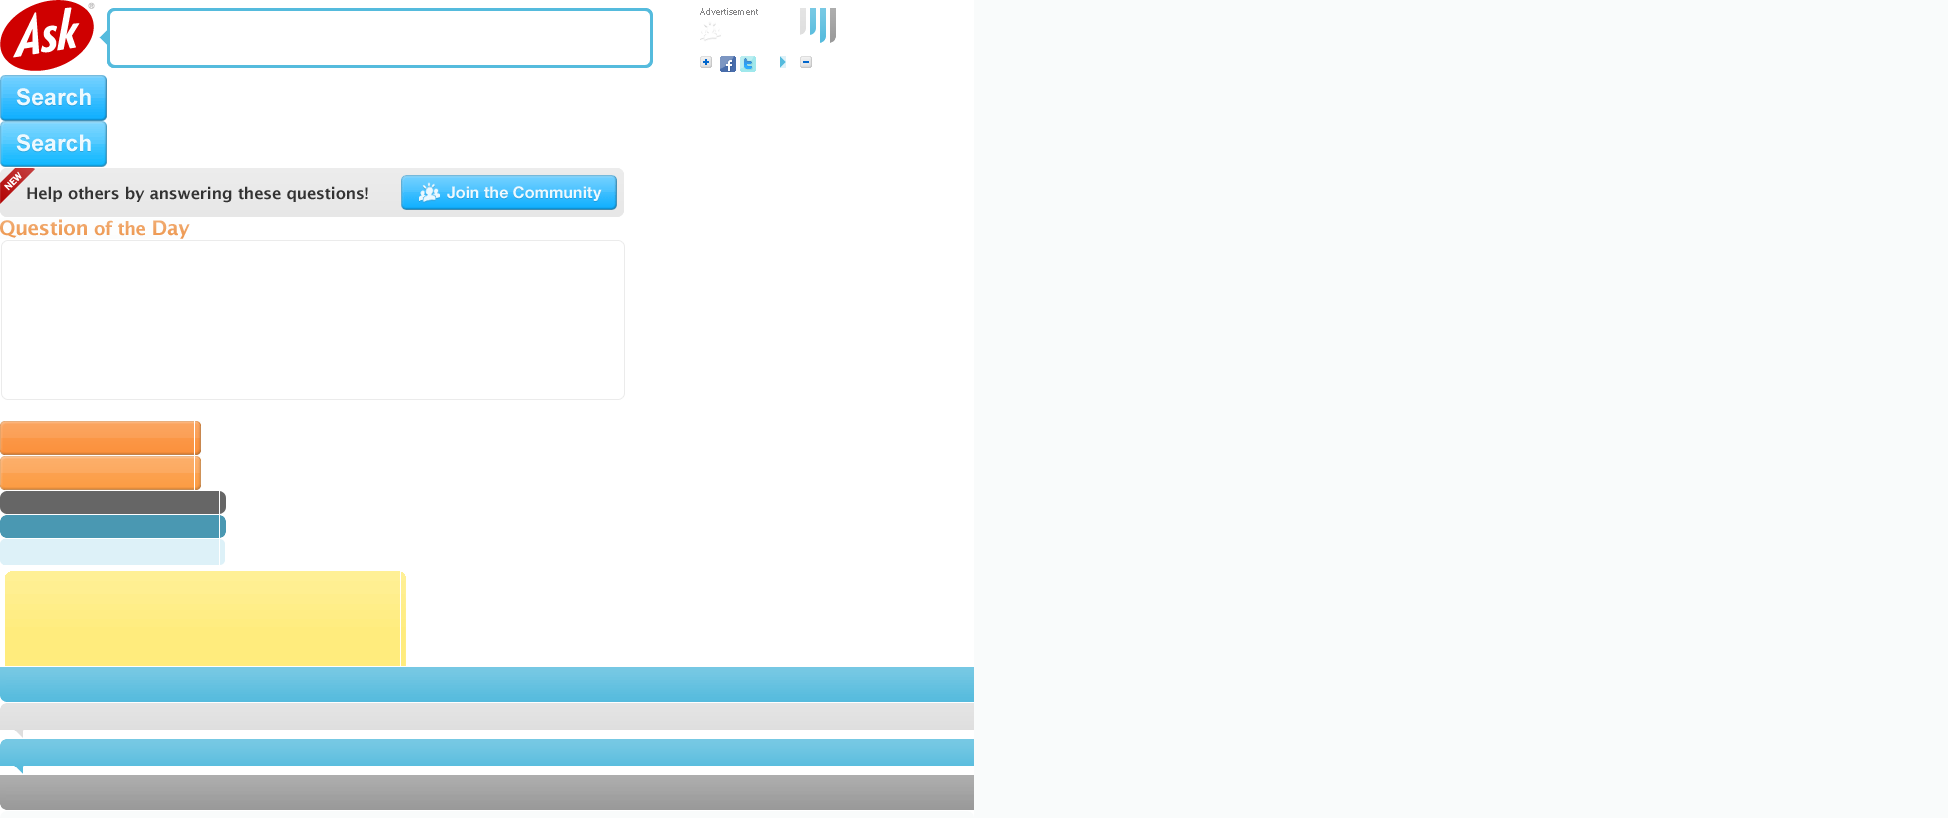 Ask®
Advertisement
Search
Search
NEW
Help others by answering these questions!
Join the Community
Question of the Day